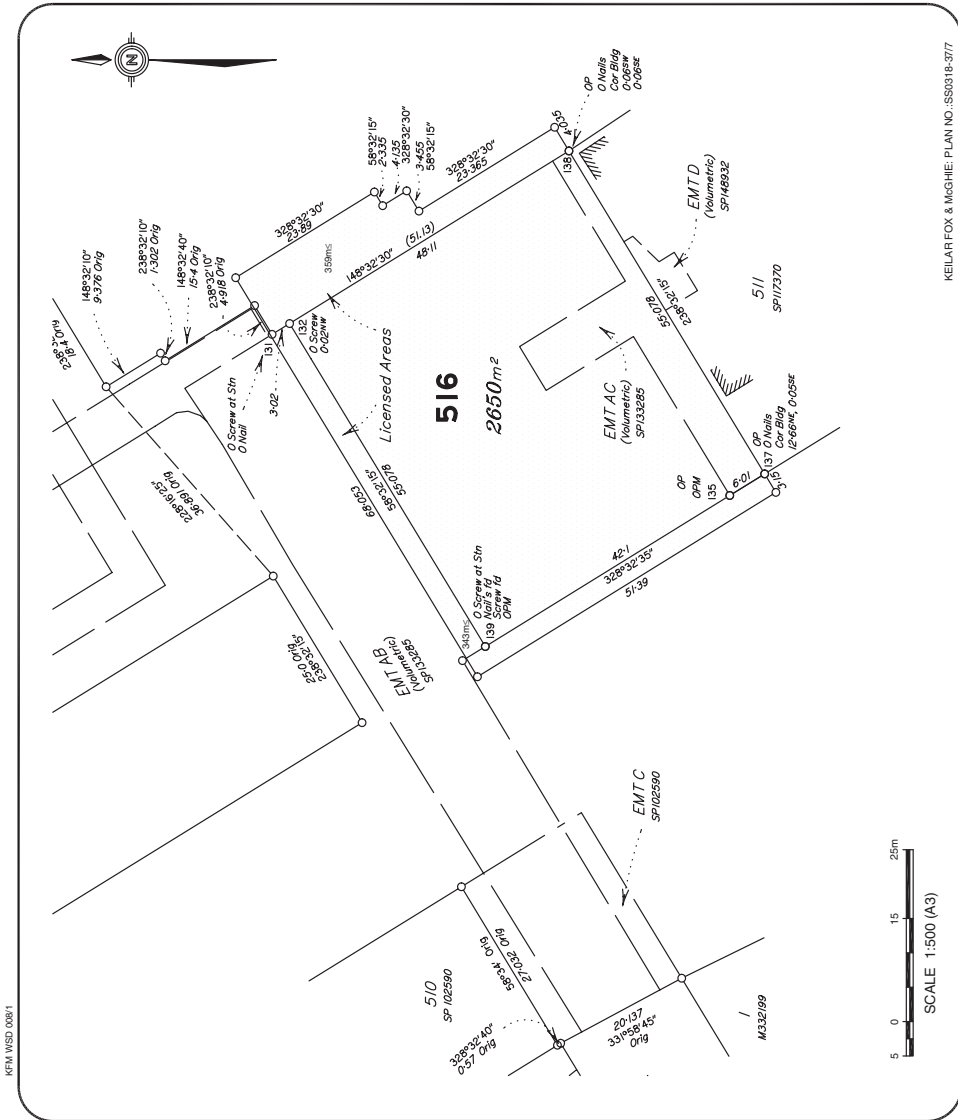 KFM WSD 008/1
N
148°32'10"
9·376 Orig
238°32'10"
1·302 Orig
148°32'40"
15·4 Orig
238°32'10"
4·918 Orig
18·4 Orig
328°32'30"
23·89
58°32'15"
2·335
4·135
328°32'30"
3·455
58°32'15"
328°32'30"
23·365
4·035
OP
O Nails
Cor Bldg
0·06SW
0·06SE
138
359m≤
148°32'30"
(51.13)
48·11
132
O Screw
0·02NW
131
O Screw at Stn
O Nail
3·02
Licensed Areas
516
2650m²
EMT AC
(Volumetric)
SP133285
EMT D
(Volumetric)
SP148932
55·078
238°32'15"
511
SP117370
228°16'25"
36·891 Orig
68·053
58°32'15"
55·078
25·0 Orig
238°32'15"
EMT AB
(Volumetric)
SP133285
343m≤
139
O Screw at Stn
Nail's fd
Screw fd
OPM
42·1
328°32'35"
51·39
OP
OPM
135
6·01
OP
137 O Nails
Cor Bldg
12·66NE, 0·05SE
3·15
510
SP 102590
58°34' Orig
27·032 Orig
328°32'40"
0·57 Orig
20·137
331°58'45"
Orig
EMT C
SP102590
1
M332199
5
0
15
25m
SCALE 1:500 (A3)
KEILAR FOX & McGHIE: PLAN NO.:SS0318-37/7